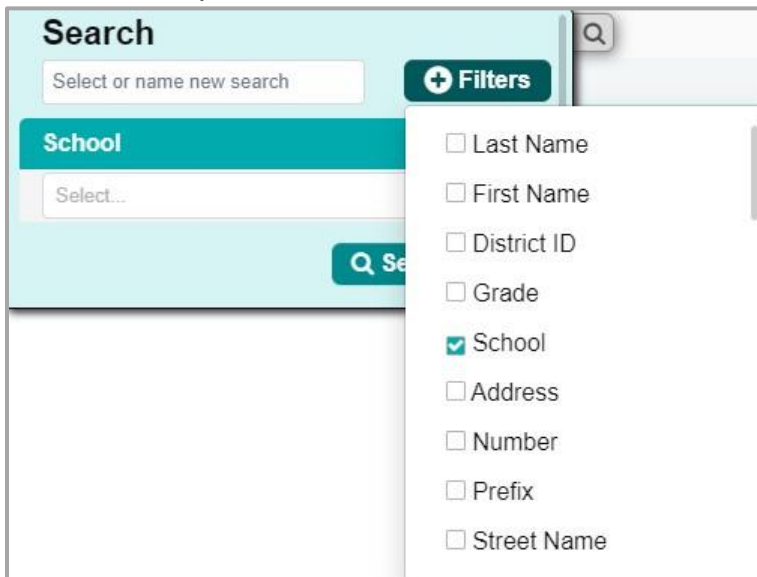 Search
Select or name new search
Filters
School
Select...
Last Name
First Name
District ID
Grade
School
Address
Number
Prefix
Street Name